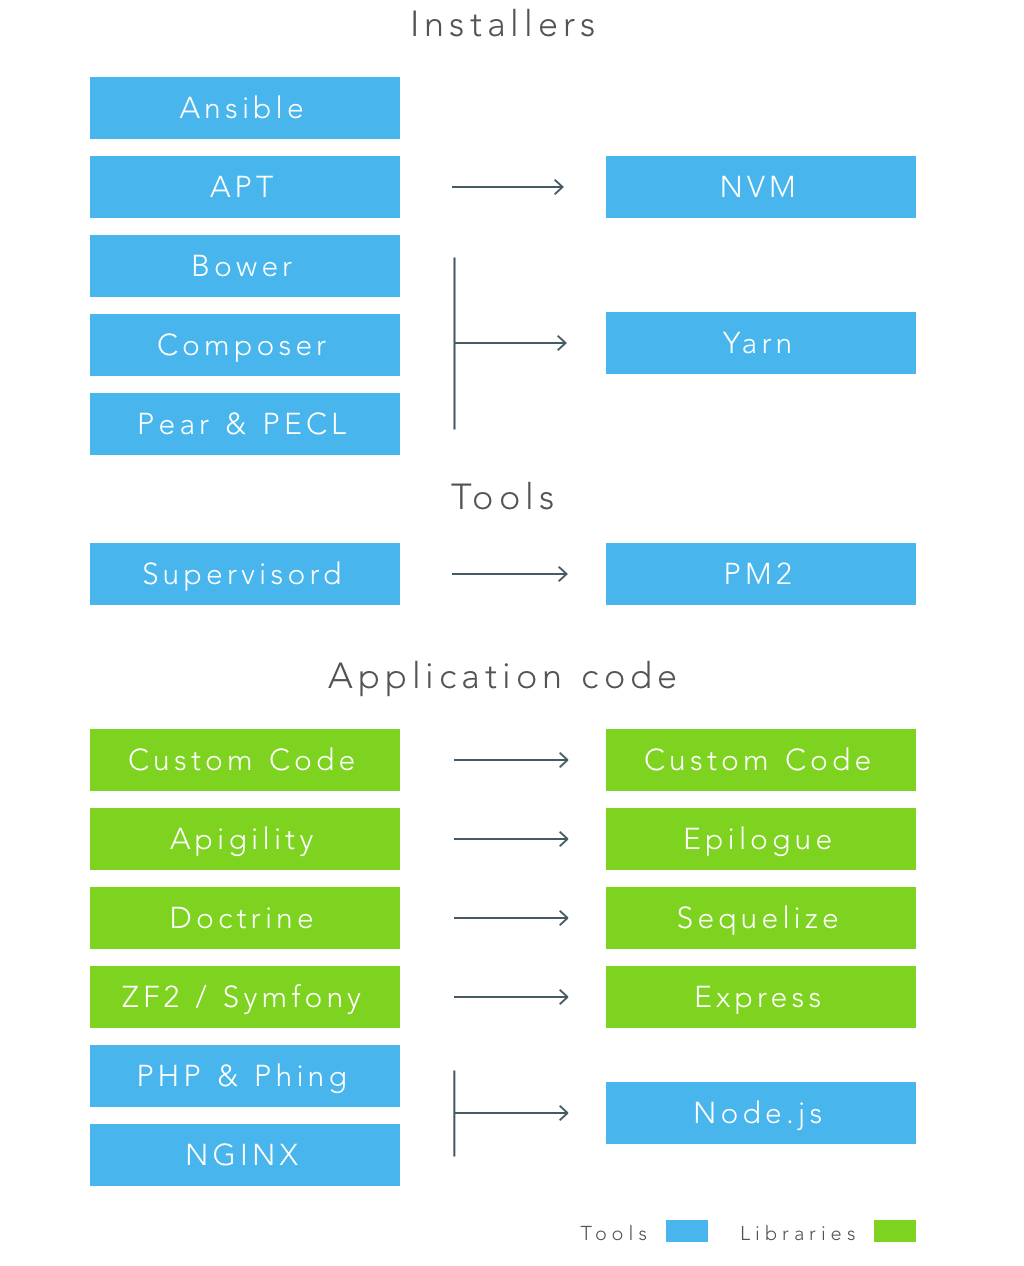 Installers
Ansible
APT
NVM
Bower
Composer
Yarn
Pear & PECL
Tools
Supervisord
PM2
Application code
Custom Code
Custom Code
Apigility
Epilogue
Doctrine
Sequelize
ZF2 / Symfony
Express
PHP & Phing
Node.js
NGINX
Tools
Libraries